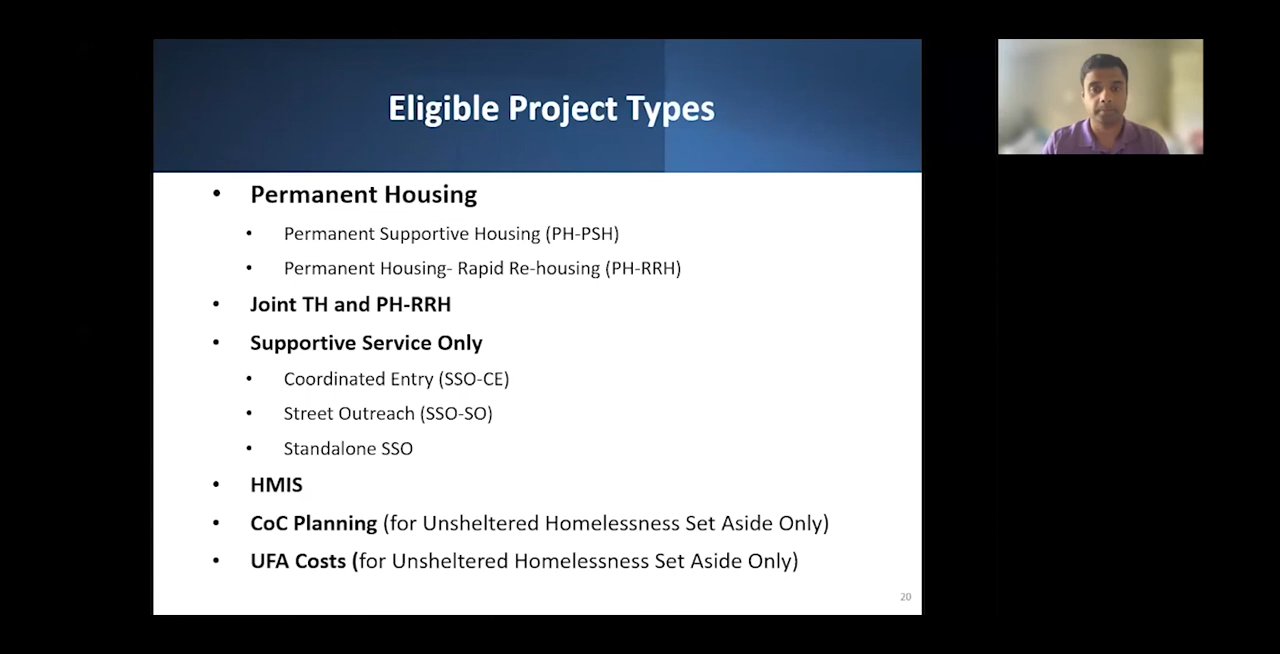 Eligible Project Types
• Permanent Housing
• Permanent Supportive Housing (PH-PSH)
• Permanent Housing- Rapid Re-housing (PH-RRH)
• Joint TH and PH-RRH
• Supportive Service Only
• Coordinated Entry (SSO-CE)
• Street Outreach (SSO-SO)
• Standalone SSO
• HMIS
• CoC Planning (for Unsheltered Homelessness Set Aside Only)
• UFA Costs (for Unsheltered Homelessness Set Aside Only)
20